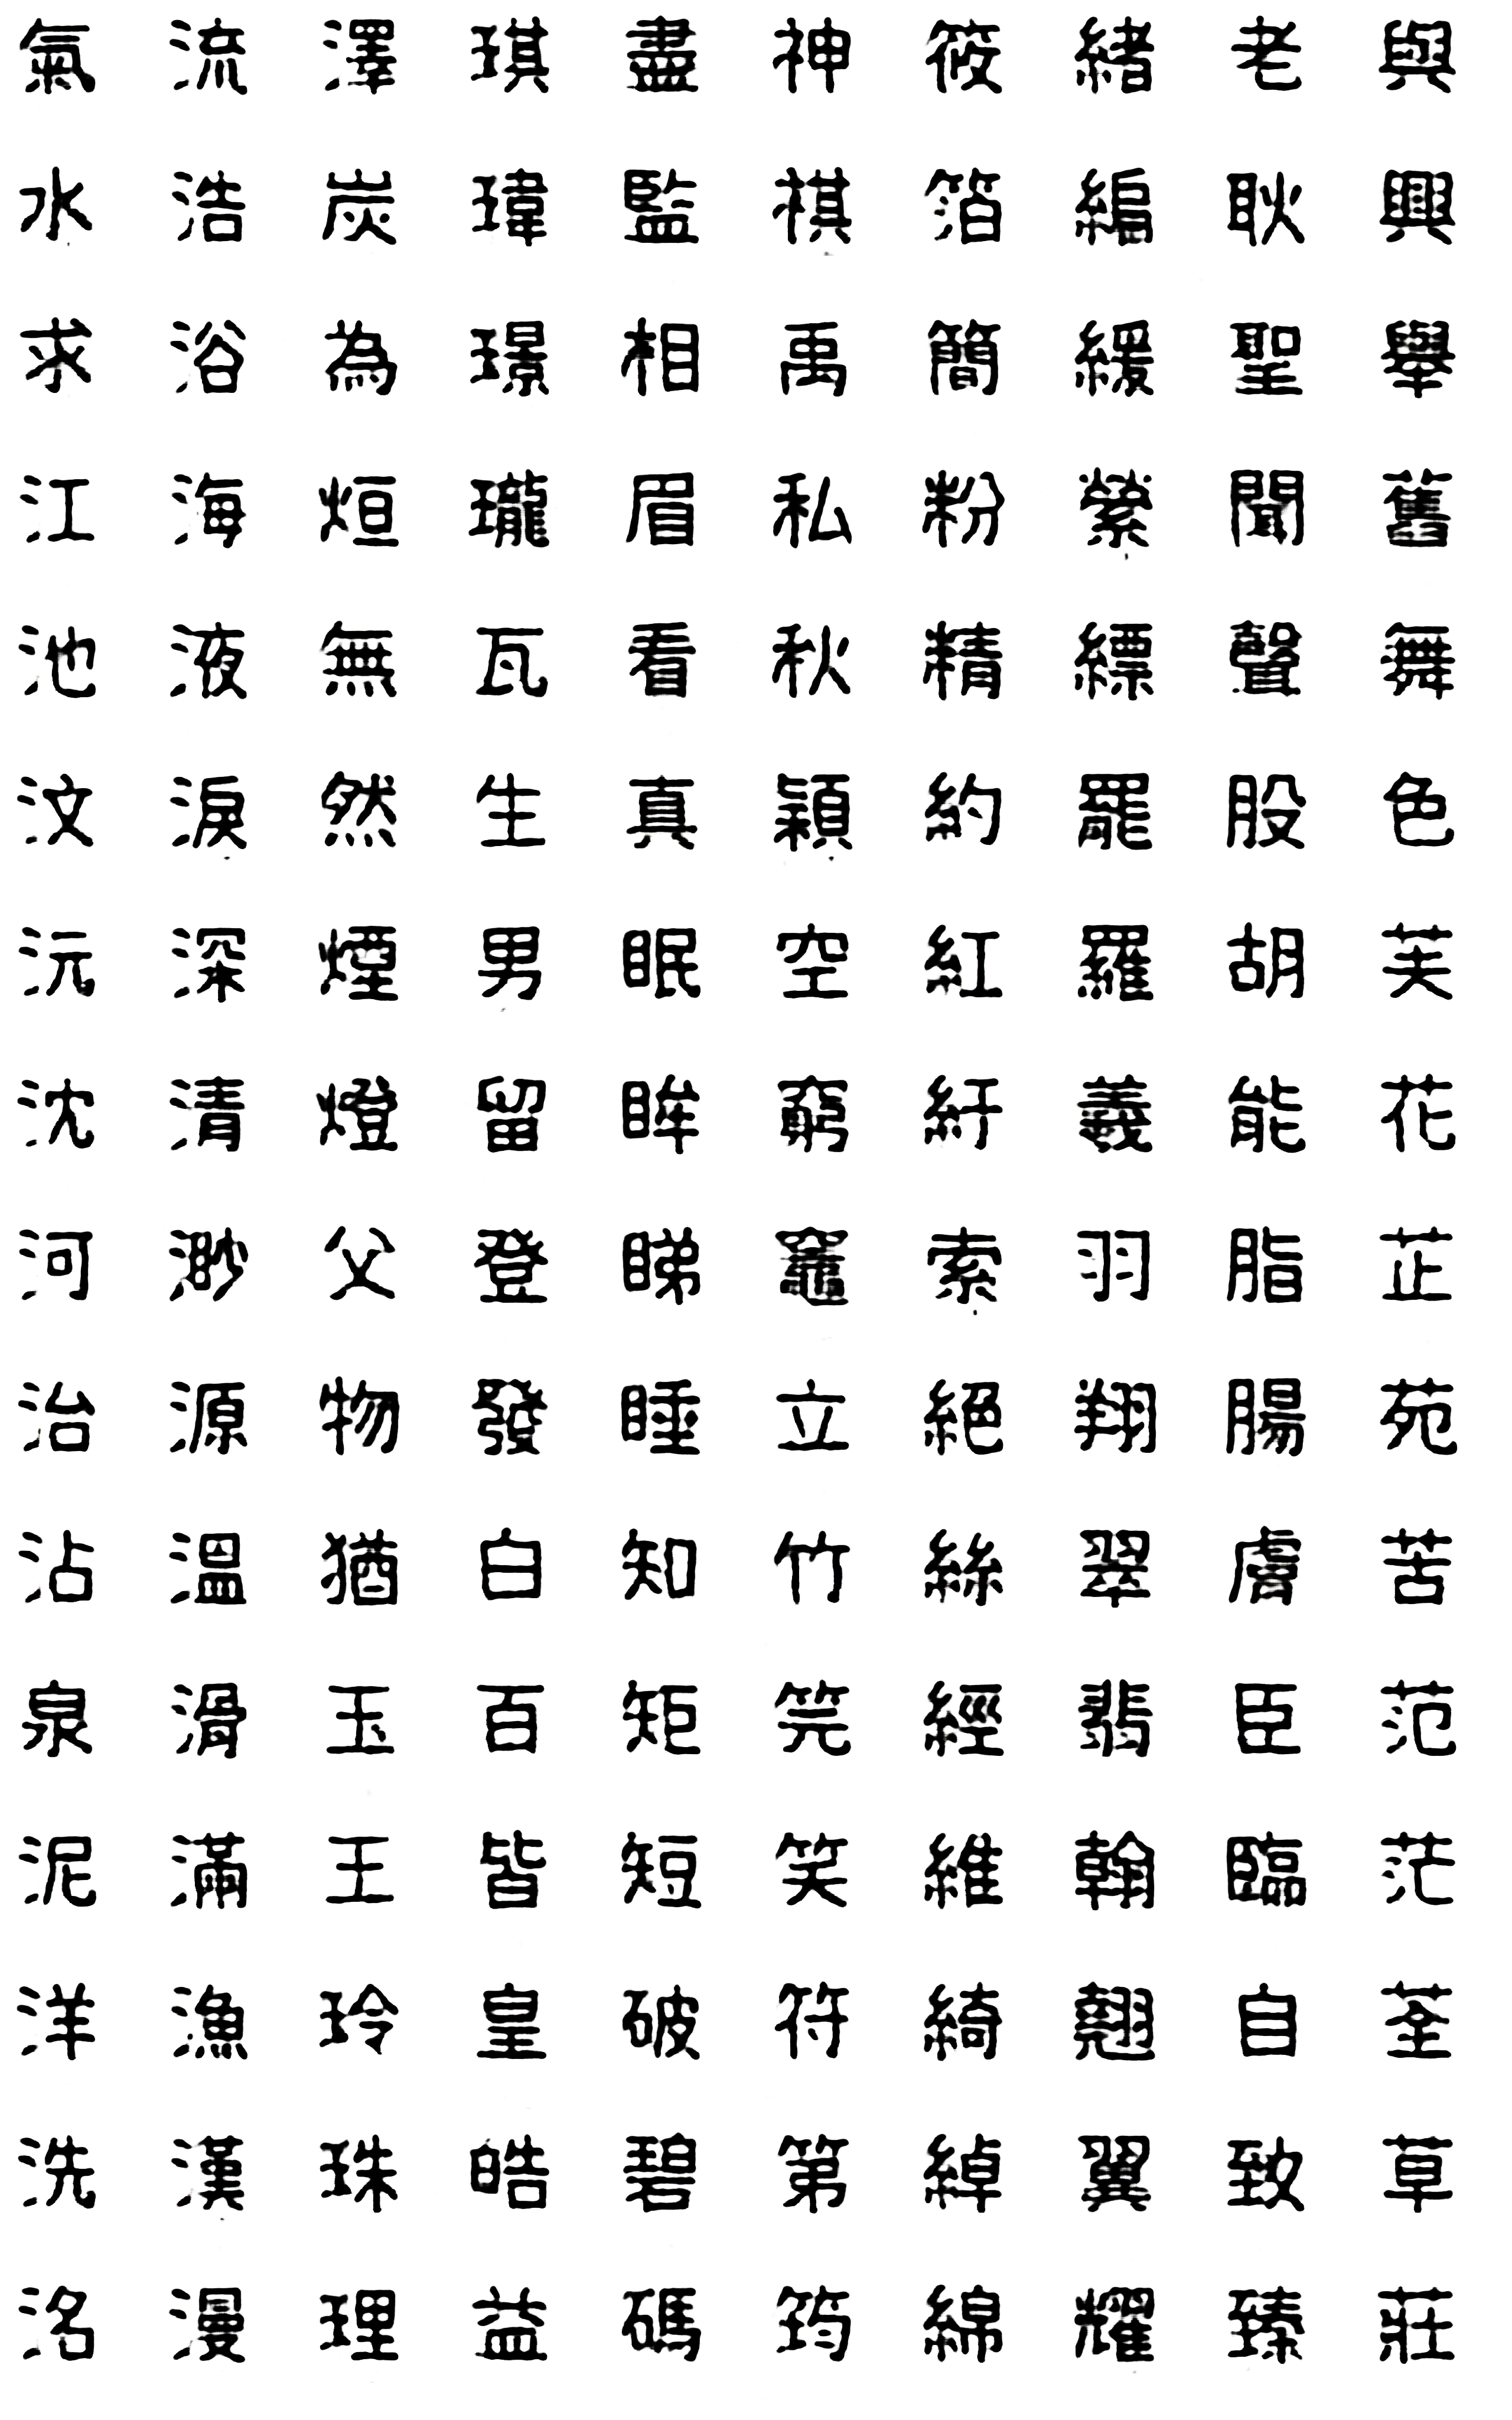 氣流澤琪盡神筱緒老與
水浩炭瑋監棋箔編耿興
求浴為璟相禹簡緩聖舉
江海烜瓏眉私粉縈聞舊
池液無瓦看秋精縹聲舞
汶淚然生真穎約罷股色
沅深煙男眠空紅羅胡芙
沈清燈留眸窮紆羲能花
河渺父登睇竈索羽脂芷
治源物發睡立絕翔腸苑
沾溫猶白知竹絲翠膚苦
泉滑玉百矩筦經翡臣范
泥滿王皆短笑維翰臨茫
洋漁玲皇破符綺翹自荃
洗漢珠皓碧第綽翼致草
洺漫理益碼筠綿耀臻莊